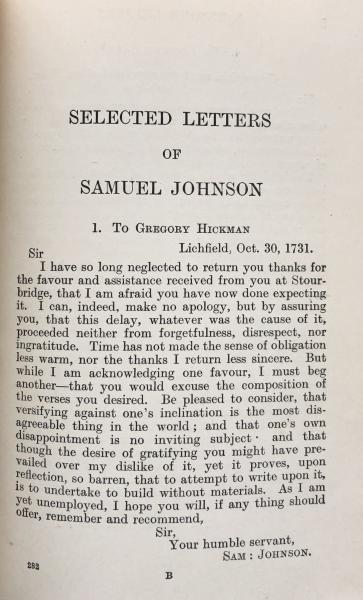 SELECTED LETTERS
OF
SAMUEL JOHNSON
1. To Gregory Hickman
Lichfield, Oct. 30, 1731.
Sir
I have so long neglected to return you thanks for
the favour and assistance received from you at Stour-
bridge, that I am afraid you have now done expecting
it. I can, indeed, make no apology, but by assuring
you, that this delay, whatever was the cause of it,
proceeded neither from forgetfulness, disrespect, nor
ingratitude. Time has not made the sense of obligation
less warm, nor the thanks I return less sincere. But
while I am acknowledging one favour, I must beg
another—that you would excuse the composition of
the verses you desired. Be pleased to consider, that
versifying against one's inclination is the most dis-
agreeable thing in the world; and that one's own
disappointment is no inviting subject · and that
though the desire of gratifying you might have pre-
vailed over my dislike of it, yet it proves, upon
reflection, so barren, that to attempt to write upon it,
is to undertake to build without materials. As I am
yet unemployed, I hope you will, if any thing should
offer, remember and recommend,
Sir,
Your humble servant,
Sam: Johnson.
282
B